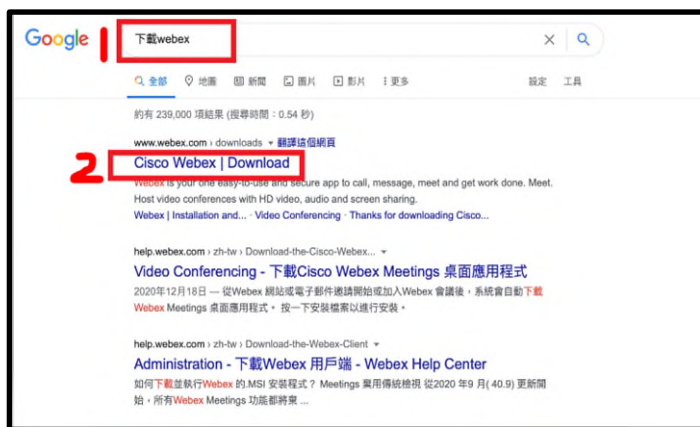 Google 1 下載webex
全部 地圖 新聞 圖片 影片 更多 設定 工具
約有 239,000 項結果 (搜尋時間:0.54 秒)
www.webex.com › downloads ▾ 翻譯這個網頁
2 Cisco Webex | Download
Webex is your one easy-to-use and secure app to call, message, meet and get work done. Meet.
Host video conferences with HD video, audio and screen sharing.
Webex | Installation and... · Video Conferencing · Thanks for downloading Cisco...
help.webex.com › zh-tw › Download-the-Cisco-Webex... ▾
Video Conferencing - 下載Cisco Webex Meetings 桌面應用程式
2020年12月18日 — 從Webex 網站或電子郵件邀請開始或加入Webex 會議後,系統會自動下載
Webex Meetings 桌面應用程式。 按一下安裝檔案以進行安裝。
help.webex.com › zh-tw › Download-the-Webex-Client ▾
Administration - 下載Webex 用戶端 - Webex Help Center
如何下載並執行Webex 的.MSI 安裝程式? Meetings 棄用傳統檢視 從2020 年9 月( 40.9) 更新開
始,所有Webex Meetings 功能都將來 ...